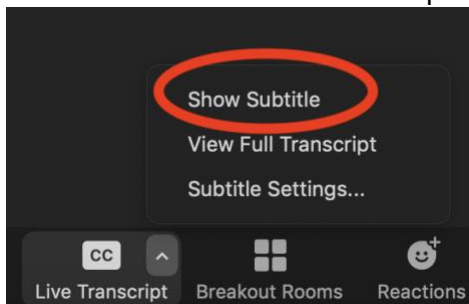 Show Subtitle
View Full Transcript
Subtitle Settings...
CC
Live Transcript Breakout Rooms Reactions